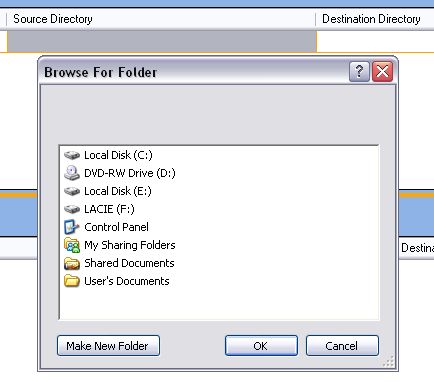 Source Directory
Destination Directory
Browse For Folder
Local Disk (C:)
DVD-RW Drive (D:)
Local Disk (E:)
LACIE (F:)
Control Panel
My Sharing Folders
Shared Documents
User's Documents
Destina
Make New Folder
OK
Cancel